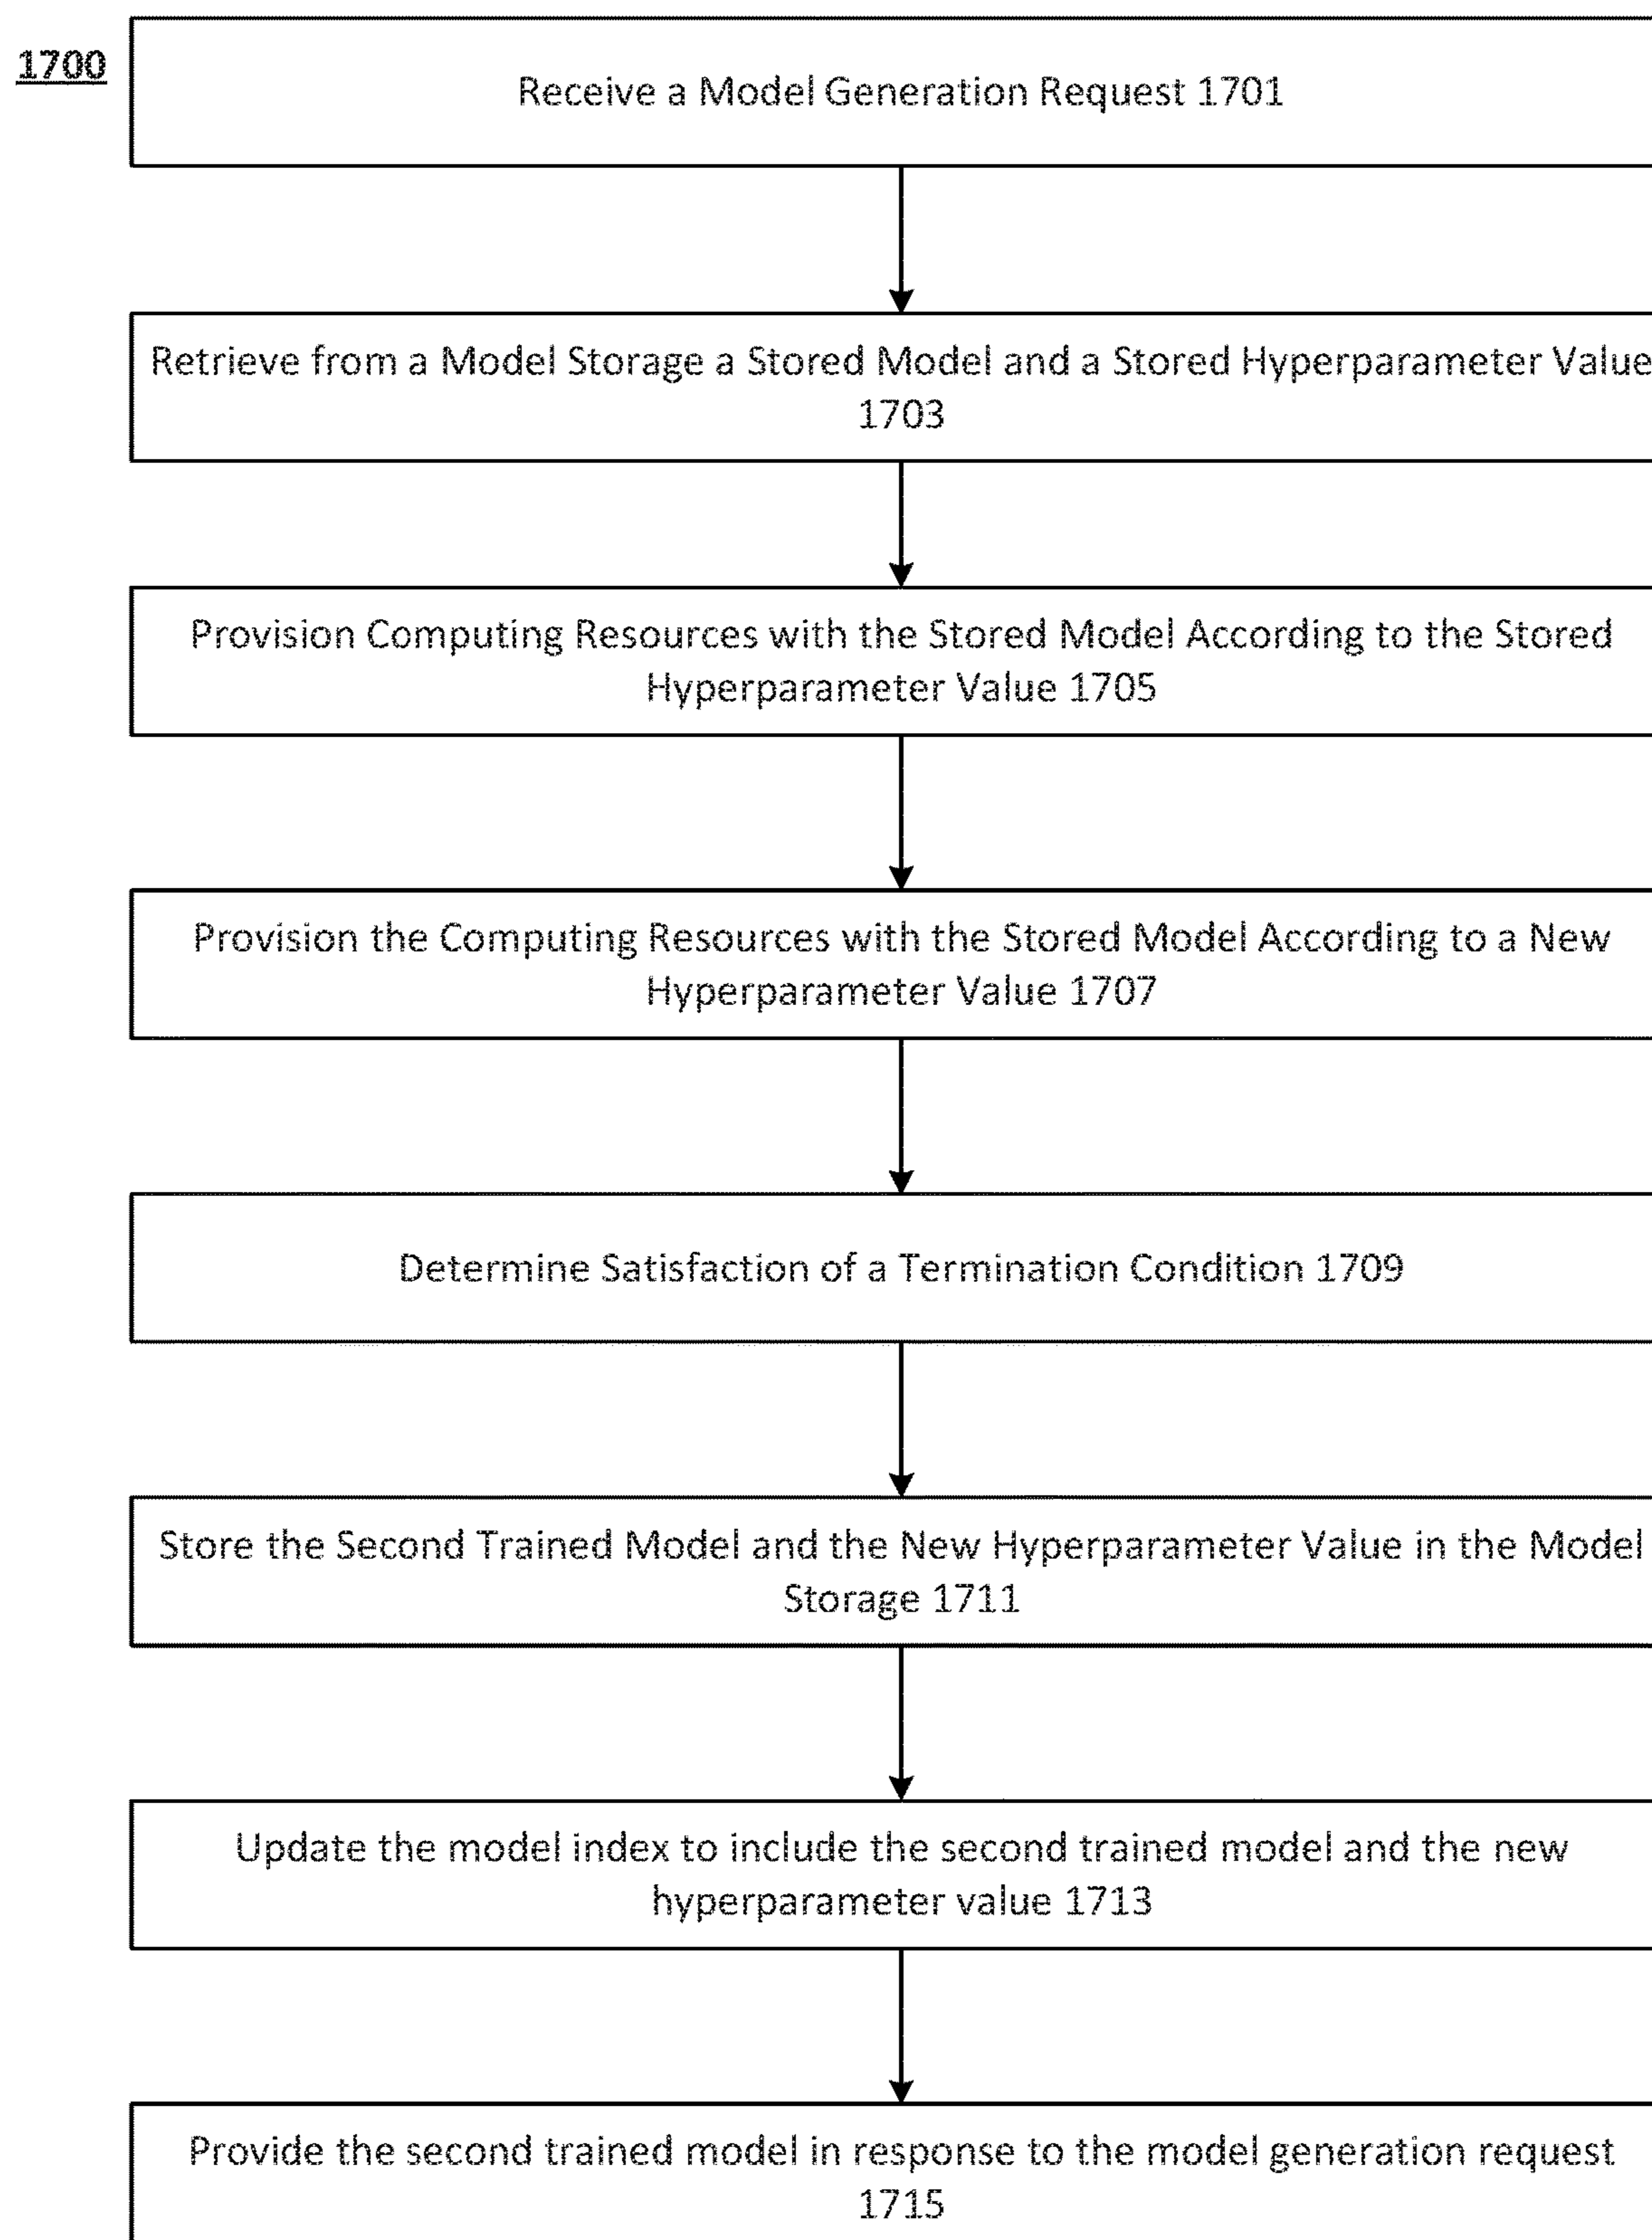 1700
Receive a Model Generation Request 1701
Retrieve from a Model Storage a Stored Model and a Stored Hyperparameter Value
1703
Provision Computing Resources with the Stored Model According to the Stored
Hyperparameter Value 1705
Provision the Computing Resources with the Stored Model According to a New
Hyperparameter Value 1707
Determine Satisfaction of a Termination Condition 1709
Store the Second Trained Model and the New Hyperparameter Value in the Model
Storage 1711
Update the model index to include the second trained model and the new
hyperparameter value 1713
Provide the second trained model in response to the model generation request
1715